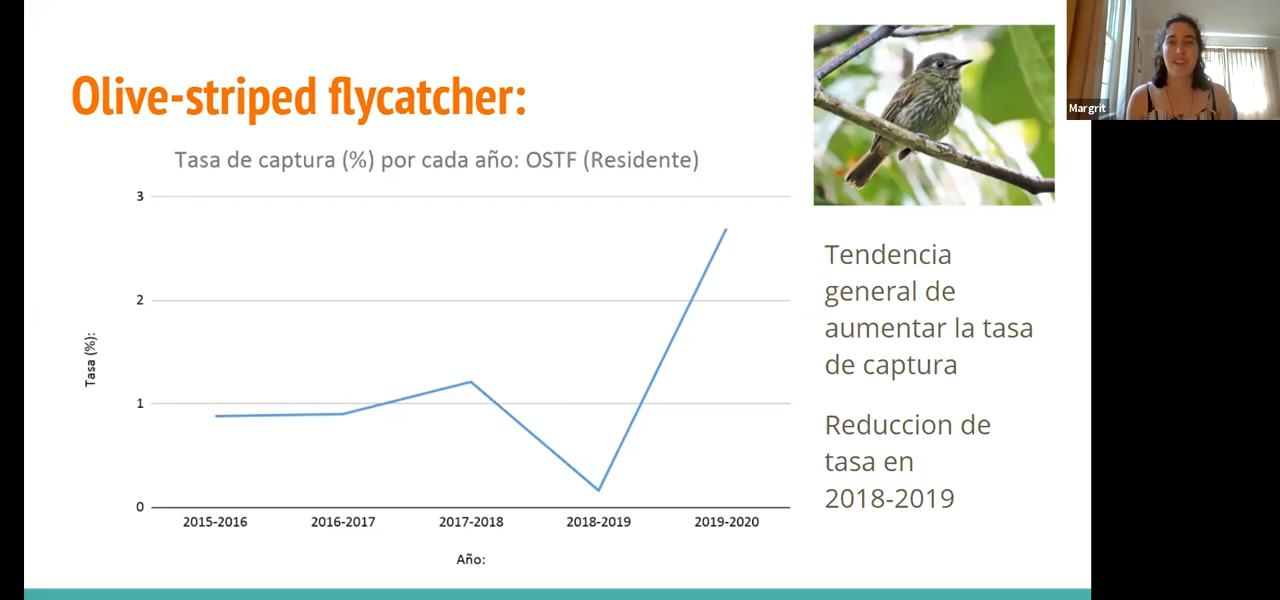 Olive-striped flycatcher:
Tasa de captura (%) por cada año: OSTF (Residente)
3
2
1
0
Tasa (%):
2015-2016
2016-2017
2017-2018
2018-2019
2019-2020
Año:
Tendencia
general de
aumentar la tasa
de captura
Reduccion de
tasa en
2018-2019
Margrit